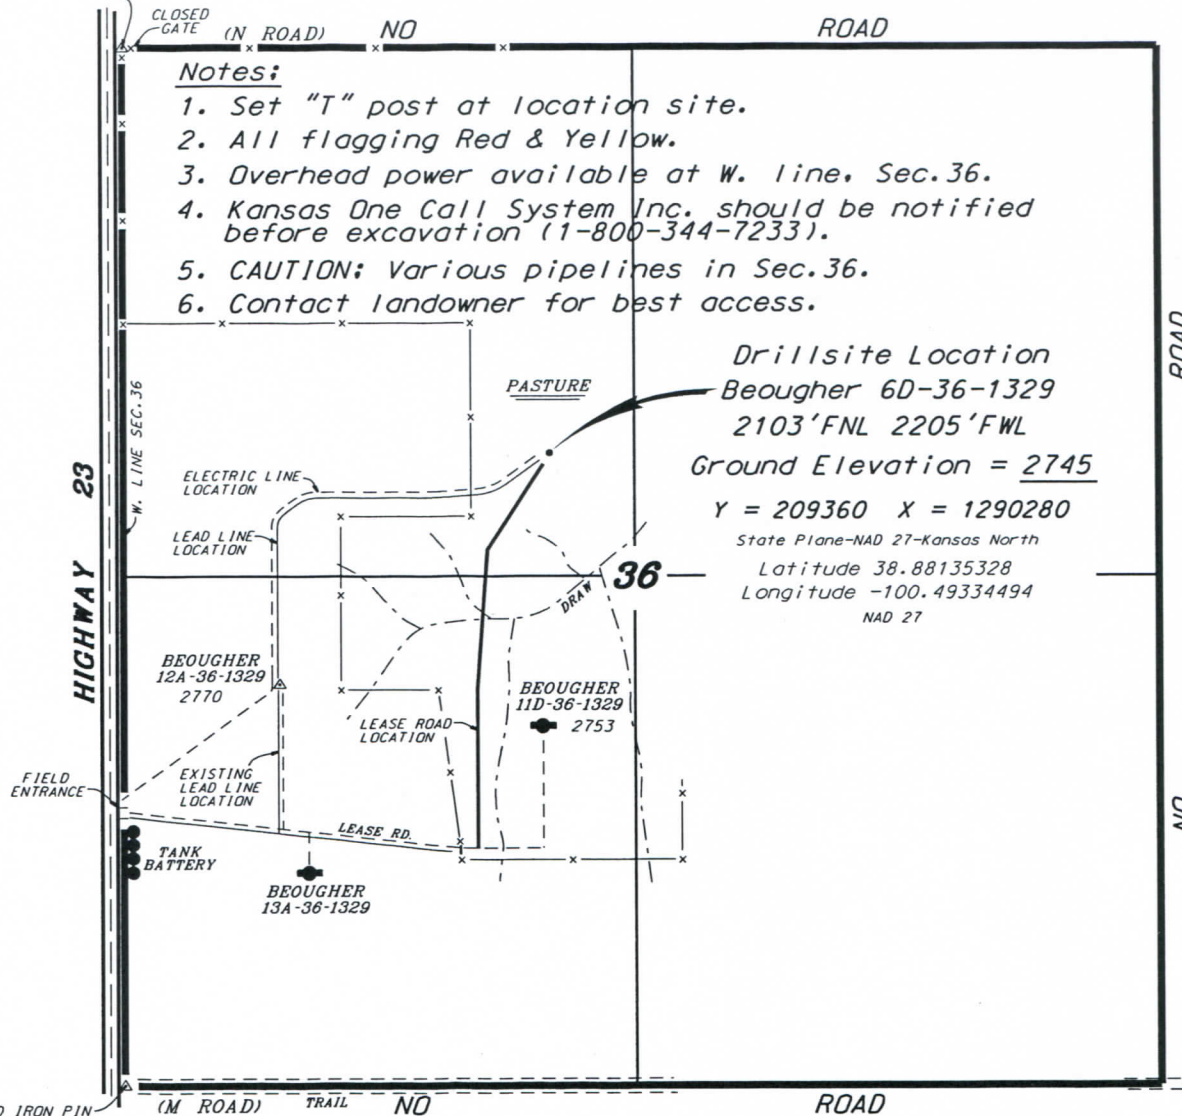 CLOSED
GATE
(N ROAD) NO ROAD
Notes:
1. Set "T" post at location site.
2. All flagging Red & Yellow.
3. Overhead power available at W. line, Sec.36.
4. Kansas One Call System Inc. should be notified
before excavation (1-800-344-7233).
5. CAUTION: Various pipelines in Sec.36.
6. Contact landowner for best access.
ROAD
Drillsite Location
Beougher 6D-36-1329
2103'FNL 2205'FWL
Ground Elevation = 2745
Y = 209360 X = 1290280
State Plane-NAD 27-Kansas North
Latitude 38.88135328
Longitude -100.49334494
NAD 27
PASTURE
W. LINE SEC.36
HIGHWAY 23
ELECTRIC LINE
LOCATION
LEAD LINE
LOCATION
36
DRAW
BEOUGHER
12A-36-1329
2770
BEOUGHER
11D-36-1329
2753
LEASE ROAD
LOCATION
FIELD
ENTRANCE
EXISTING
LEAD LINE
LOCATION
LEASE RD.
NO
TANK
BATTERY
BEOUGHER
13A-36-1329
IRON PIN
(M ROAD) TRAIL NO ROAD